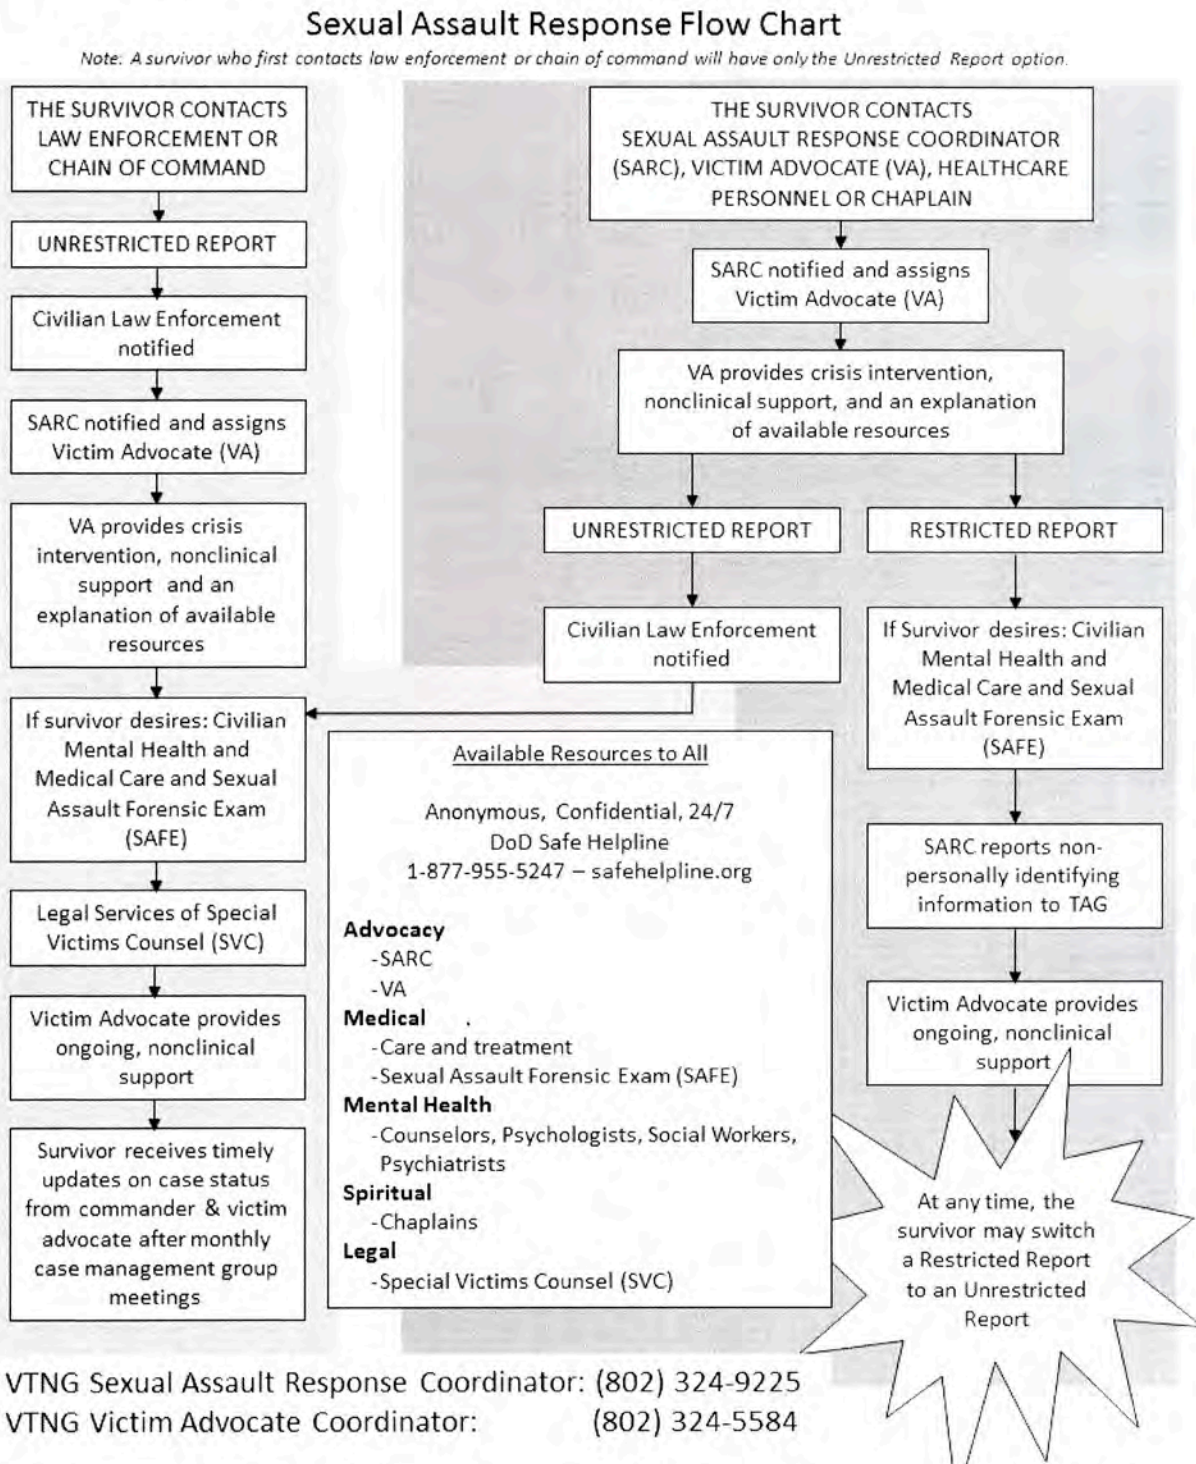 Sexual Assault Response Flow Chart
Note: A survivor who first contacts law enforcement or chain of command will have only the Unrestricted Report option.
THE SURVIVOR CONTACTS
LAW ENFORCEMENT OR
CHAIN OF COMMAND
UNRESTRICTED REPORT
Civilian Law Enforcement
notified
SARC notified and assigns
Victim Advocate (VA)
VA provides crisis
intervention, nonclinical
support and an
explanation of available
resources
If survivor desires: Civilian
Mental Health and
Medical Care and Sexual
Assault Forensic Exam
(SAFE)
Legal Services of Special
Victims Counsel (SVC)
Victim Advocate provides
ongoing, nonclinical
support
Survivor receives timely
updates on case status
from commander & victim
advocate after monthly
case management group
meetings
THE SURVIVOR CONTACTS
SEXUAL ASSAULT RESPONSE COORDINATOR
(SARC), VICTIM ADVOCATE (VA), HEALTHCARE
PERSONNEL OR CHAPLAIN
SARC notified and assigns
Victim Advocate (VA)
VA provides crisis intervention,
nonclinical support, and an explanation
of available resources
UNRESTRICTED REPORT
Civilian Law Enforcement
notified
RESTRICTED REPORT
If Survivor desires: Civilian
Mental Health and
Medical Care and Sexual
Assault Forensic Exam
(SAFE)
SARC reports non-
personally identifying
information to TAG
Victim Advocate provides
ongoing, nonclinical
support
At any time, the
survivor may switch
a Restricted Report
to an Unrestricted
Report
Available Resources to All
Anonymous, Confidential, 24/7
DoD Safe Helpline
1-877-955-5247 – safehelpline.org
Advocacy
-SARC
-VA
Medical
-Care and treatment
-Sexual Assault Forensic Exam (SAFE)
Mental Health
-Counselors, Psychologists, Social Workers,
Psychiatrists
Spiritual
-Chaplains
Legal
-Special Victims Counsel (SVC)
VTNG Sexual Assault Response Coordinator: (802) 324-9225
VTNG Victim Advocate Coordinator: (802) 324-5584